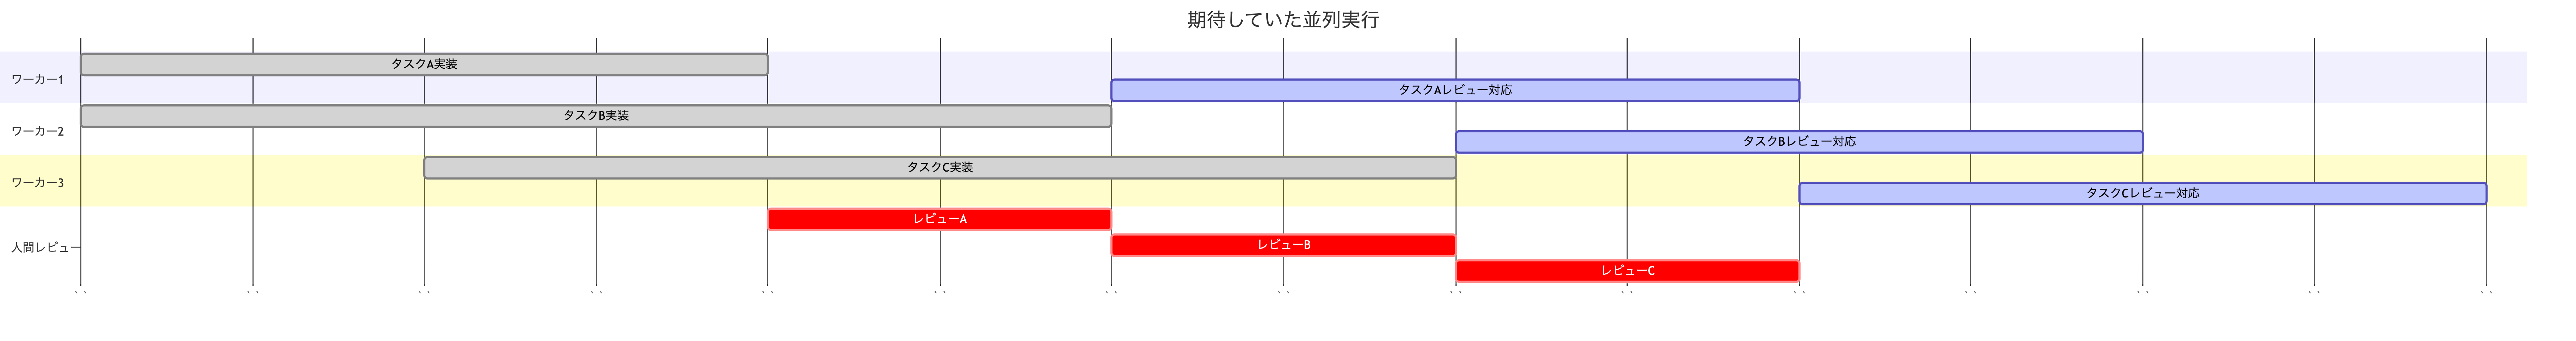 期待していた並列実行
ワーカー1
タスクA実装
タスクAレビュー対応
ワーカー2
タスクB実装
タスクBレビュー対応
ワーカー3
タスクC実装
タスクCレビュー対応
人間レビュー
レビューA
レビューB
レビューC